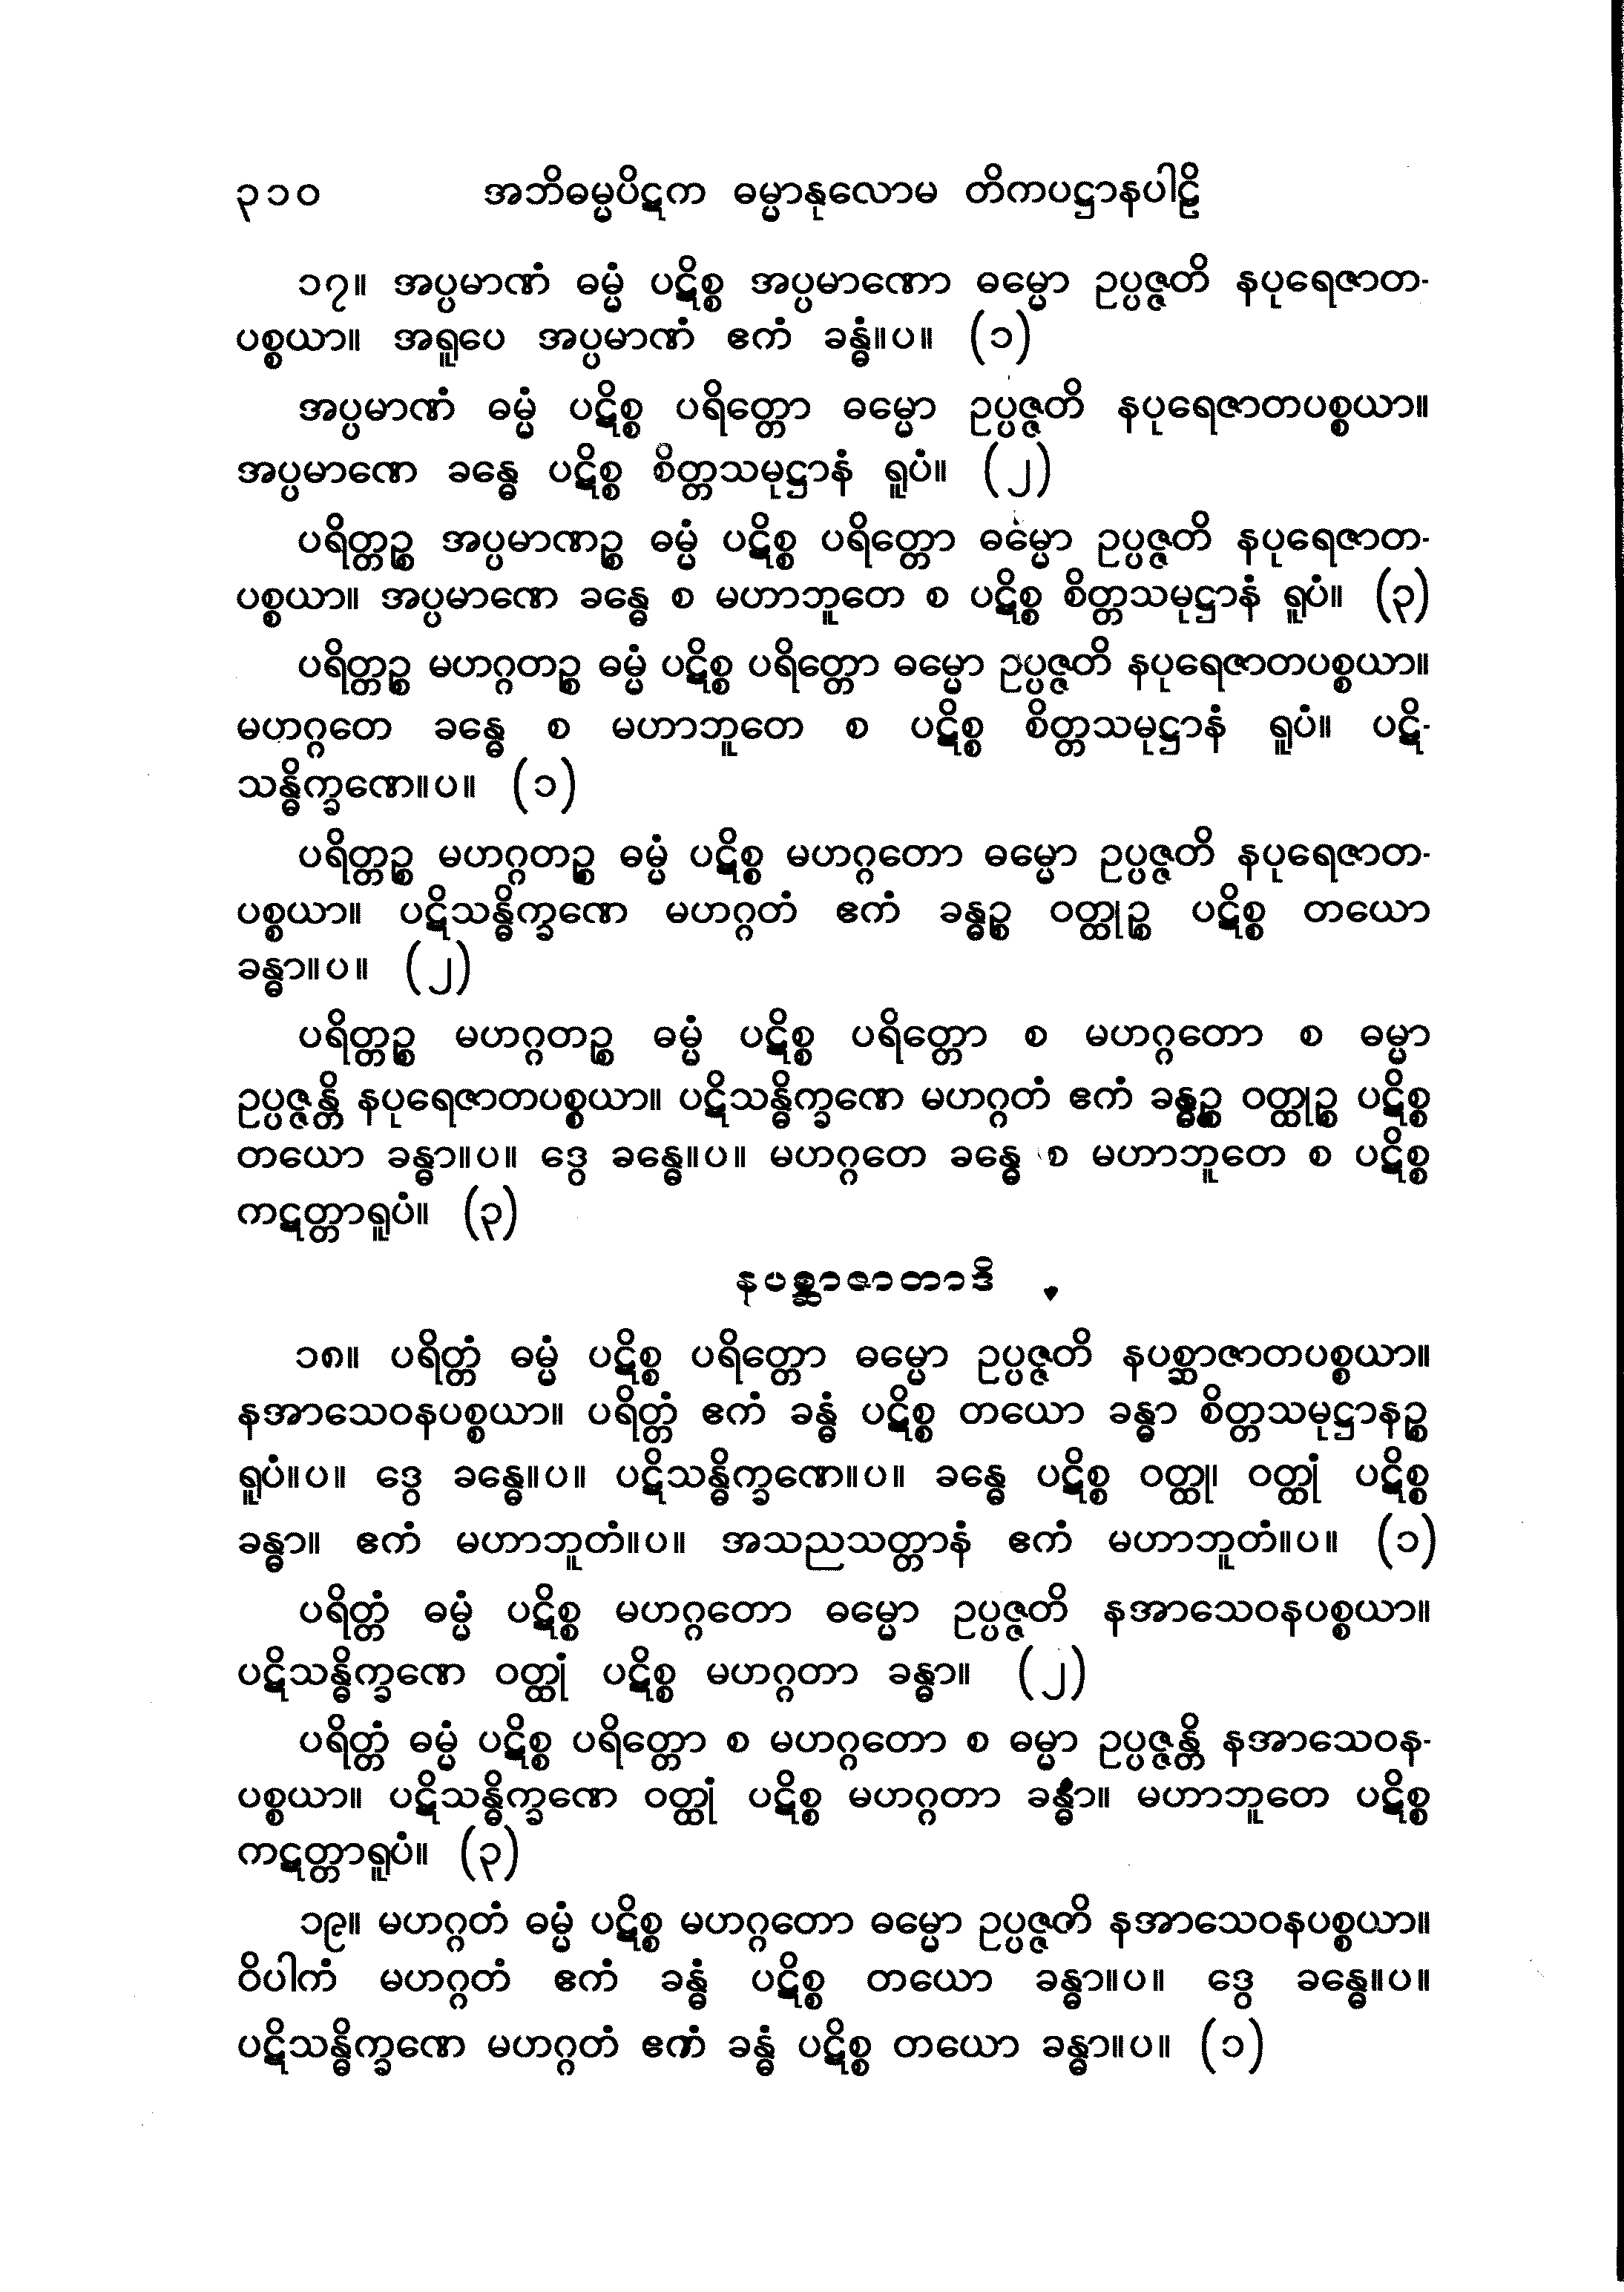 ၃၁၀ အဘိဓမ္မပိဋက ဓမ္မာနုလောမ တိကပဋ္ဌာနပါဠိ
၁၇။ အပ္ပမာဏံ ဓမ္မံ ပဋိစ္စ အပ္ပမာဏော ဓမ္မော ဥပ္ပဇ္ဇတိ နပုရေဇာတ-
ပစ္စယာ။ အရူပေ အပ္ပမာဏံ ဧကံ ခန္ဓံ။ပ။ (၁)
အပ္ပမာဏံ ဓမ္မံ ပဋိစ္စ ပရိတ္တော ဓမ္မော ဥပ္ပဇ္ဇတိ နပုရေဇာတပစ္စယာ။
အပ္ပမာဏေ ခန္ဓေ ပဋိစ္စ စိတ္တသမုဋ္ဌာနံ ရူပံ။ (၂)
ပရိတ္တဉ္စ အပ္ပမာဏဉ္စ ဓမ္မံ ပဋိစ္စ ပရိတ္တော ဓမ္မော ဥပ္ပဇ္ဇတိ နပုရေဇာတ-
ပစ္စယာ။ အပ္ပမာဏေ ခန္ဓေ စ မဟာဘူတေ စ ပဋိစ္စ စိတ္တသမုဋ္ဌာနံ ရူပံ။ (၃)
ပရိတ္တဉ္စ မဟဂ္ဂတဉ္စ ဓမ္မံ ပဋိစ္စ ပရိတ္တော ဓမ္မော ဥပ္ပဇ္ဇတိ နပုရေဇာတပစ္စယာ။
မဟဂ္ဂတေ ခန္ဓေ စ မဟာဘူတေ စ ပဋိစ္စ စိတ္တသမုဋ္ဌာနံ ရူပံ။ ပဋိ-
သန္ဓိက္ခဏေ။ပ။ (၁)
ပရိတ္တဉ္စ မဟဂ္ဂတဉ္စ ဓမ္မံ ပဋိစ္စ မဟဂ္ဂတော ဓမ္မော ဥပ္ပဇ္ဇတိ နပုရေဇာတ-
ပစ္စယာ။ ပဋိသန္ဓိက္ခဏေ မဟဂ္ဂတံ ဧကံ ခန္ဓဉ္စ ဝတ္ထုဉ္စ ပဋိစ္စ တယော
ခန္ဓာ။ပ။ (၂)
ပရိတ္တဉ္စ မဟဂ္ဂတဉ္စ ဓမ္မံ ပဋိစ္စ ပရိတ္တော စ မဟဂ္ဂတော စ ဓမ္မာ
ဥပ္ပဇ္ဇန္တိ နပုရေဇာတပစ္စယာ။ ပဋိသန္ဓိက္ခဏေ မဟဂ္ဂတံ ဧကံ ခန္ဓဉ္စ ဝတ္ထုဉ္စ ပဋိစ္စ
တယော ခန္ဓာ။ပ။ ဒွေ ခန္ဓေ။ပ။ မဟဂ္ဂတေ ခန္ဓေ စ မဟာဘူတေ စ ပဋိစ္စ
ကဋတ္တာရူပံ။ (၃)
နပစ္ဆာဇာတာဒိ
၁၈။ ပရိတ္တံ ဓမ္မံ ပဋိစ္စ ပရိတ္တော ဓမ္မော ဥပ္ပဇ္ဇတိ နပစ္ဆာဇာတပစ္စယာ။
နအာသေဝနပစ္စယာ။ ပရိတ္တံ ဧကံ ခန္ဓံ ပဋိစ္စ တယော ခန္ဓာ စိတ္တသမုဋ္ဌာနဉ္စ
ရူပံ။ပ။ ဒွေ ခန္ဓေ။ပ။ ပဋိသန္ဓိက္ခဏေ။ပ။ ခန္ဓေ ပဋိစ္စ ဝတ္ထု၊ ဝတ္ထုံ ပဋိစ္စ
ခန္ဓာ။ ဧကံ မဟာဘူတံ။ပ။ အသညသတ္တာနံ ဧကံ မဟာဘူတံ။ပ။ (၁)
ပရိတ္တံ ဓမ္မံ ပဋိစ္စ မဟဂ္ဂတော ဓမ္မော ဥပ္ပဇ္ဇတိ နအာသေဝနပစ္စယာ။
ပဋိသန္ဓိက္ခဏေ ဝတ္ထုံ ပဋိစ္စ မဟဂ္ဂတာ ခန္ဓာ။ (၂)
ပရိတ္တံ ဓမ္မံ ပဋိစ္စ ပရိတ္တော စ မဟဂ္ဂတော စ ဓမ္မာ ဥပ္ပဇ္ဇန္တိ နအာသေဝန-
ပစ္စယာ။ ပဋိသန္ဓိက္ခဏေ ဝတ္ထုံ ပဋိစ္စ မဟဂ္ဂတာ ခန္ဓာ။ မဟာဘူတေ ပဋိစ္စ
ကဋတ္တာရူပံ။ (၃)
၁၉။ မဟဂ္ဂတံ ဓမ္မံ ပဋိစ္စ မဟဂ္ဂတော ဓမ္မော ဥပ္ပဇ္ဇတိ နအာသေဝနပစ္စယာ။
ဝိပါကံ မဟဂ္ဂတံ ဧကံ ခန္ဓံ ပဋိစ္စ တယော ခန္ဓာ။ပ။ ဒွေ ခန္ဓေ။ပ။
ပဋိသန္ဓိက္ခဏေ မဟဂ္ဂတံ ဧကံ ခန္ဓံ ပဋိစ္စ တယော ခန္ဓာ။ပ။ (၁)